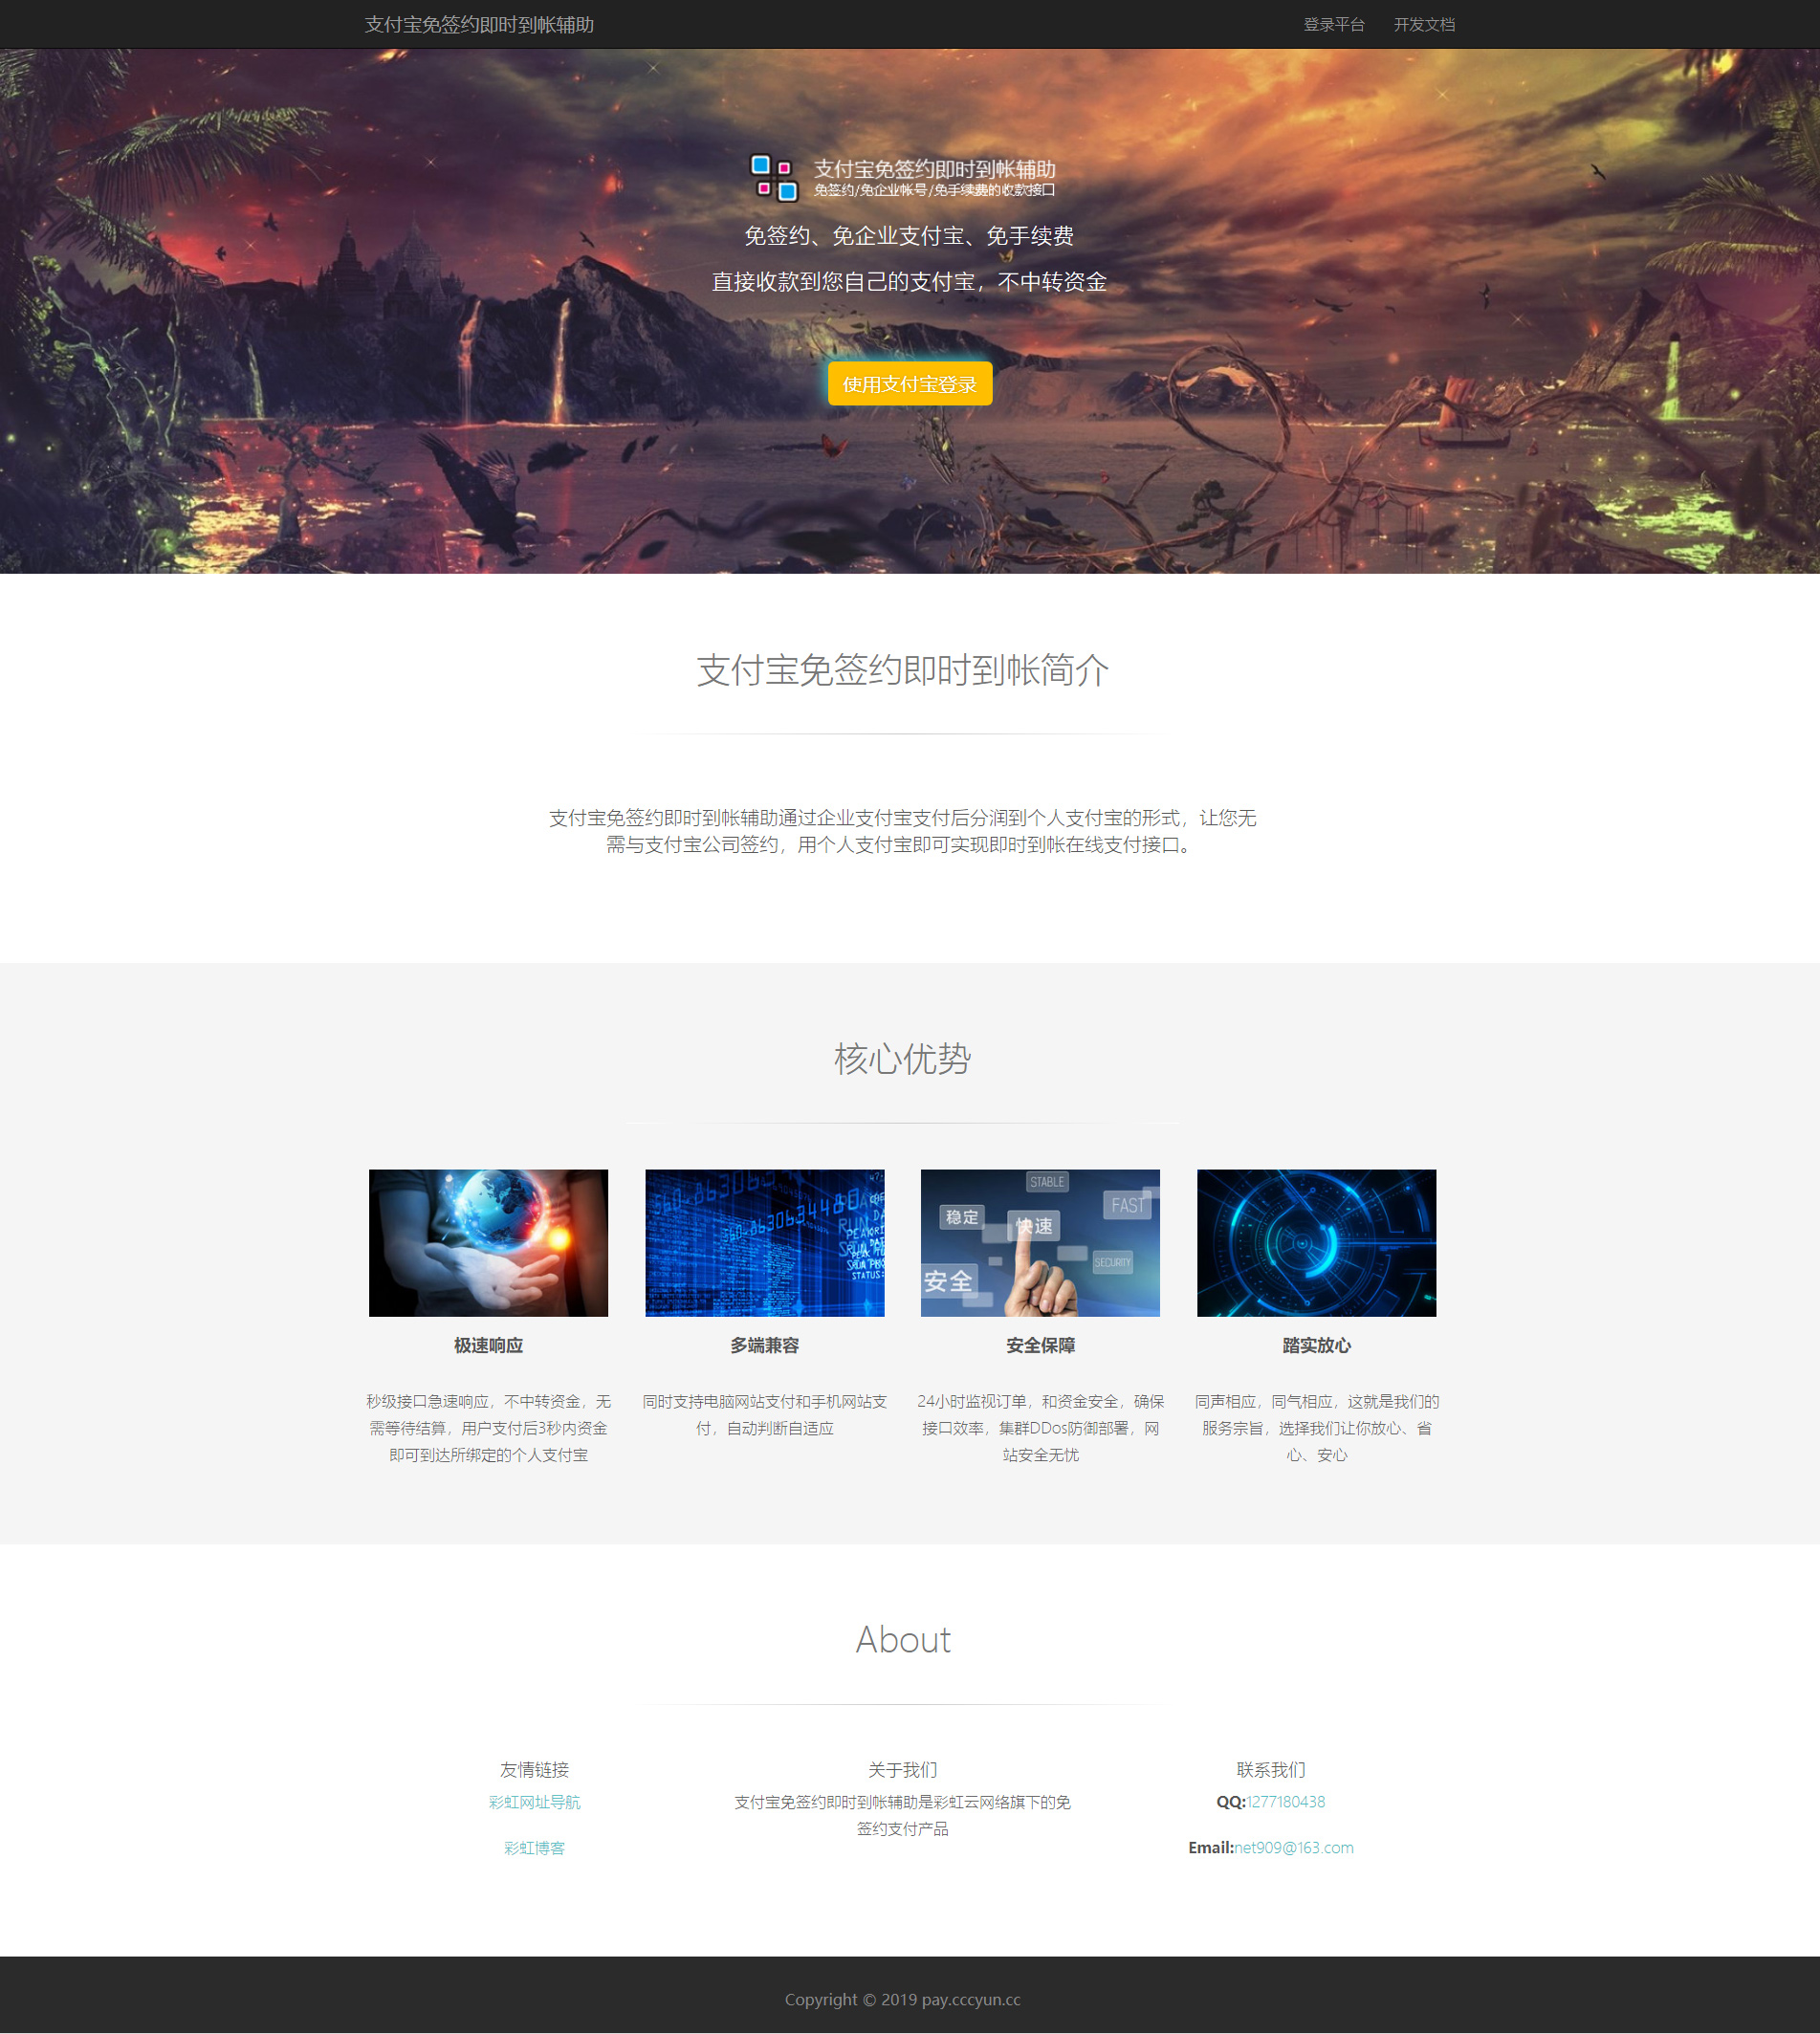 支付宝免签约即时到帐辅助
登录平台
开发文档
支付宝免签约即时到帐辅助
免签约/免企业帐号/免手续费的收款接口
免签约、免企业支付宝、免手续费
直接收款到您自己的支付宝，不中转资金
使用支付宝登录
支付宝免签约即时到帐简介
支付宝免签约即时到帐辅助通过企业支付宝支付后分润到个人支付宝的形式，让您无
需与支付宝公司签约，用个人支付宝即可实现即时到帐在线支付接口。
核心优势
STABLE
FAST
稳定
快速
SECURITY
安全
极速响应
秒级接口急速响应，不中转资金，无
需等待结算，用户支付后3秒内资金
即可到达所绑定的个人支付宝
多端兼容
同时支持电脑网站支付和手机网站支
付，自动判断自适应
安全保障
24小时监视订单，和资金安全，确保
接口效率，集群DDos防御部署，网
站安全无忧
踏实放心
同声相应，同气相应，这就是我们的
服务宗旨，选择我们让你放心、省
心、安心
About
友情链接
彩虹网址导航
彩虹博客
关于我们
支付宝免签约即时到帐辅助是彩虹云网络旗下的免
签约支付产品
联系我们
QQ:1277180438
Email:net909@163.com
Copyright © 2019 pay.cccyun.cc